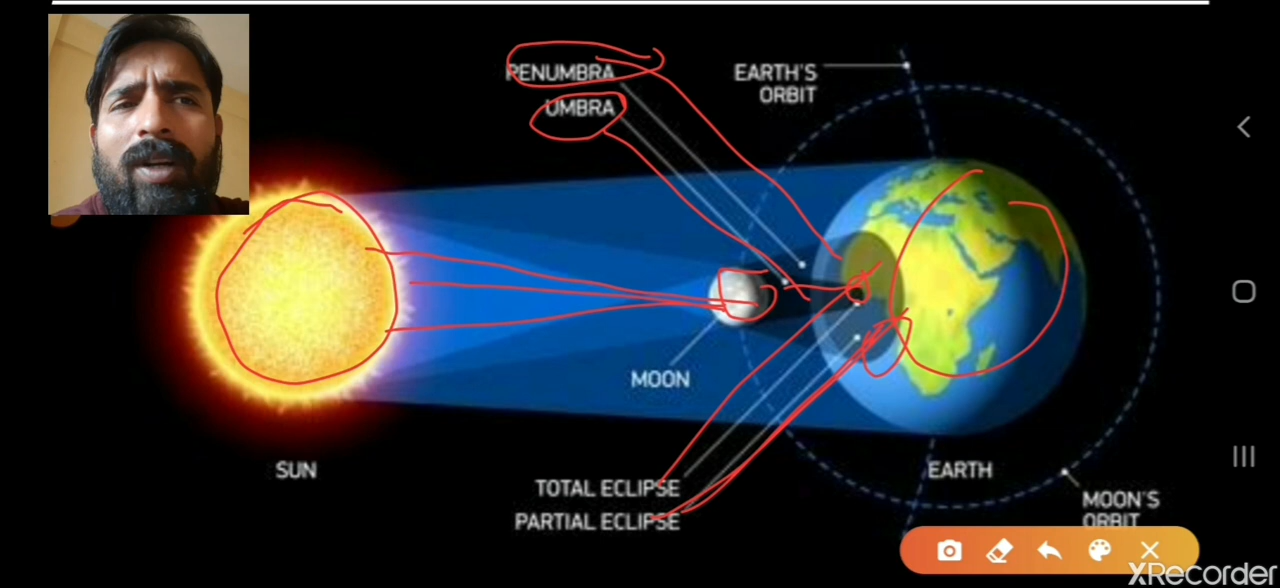 PENUMBRA
UMBRA
EARTH'S
ORBIT
MOON
SUN
EARTH
TOTAL ECLIPSE
PARTIAL ECLIPSE
MOON'S
ORBIT
XRecorder